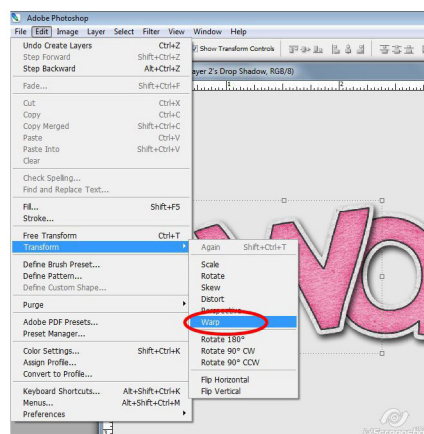 Adobe Photoshop
File Edit Image Layer Select Filter View Window Help
Show Transform Controls
ayer 2's Drop Shadow, RGB/8)
Undo Create Layers Ctrl+Z
Step Forward Shift+Ctrl+Z
Step Backward Alt+Ctrl+Z
Fade... Shift+Ctrl+F
Cut Ctrl+X
Copy Ctrl+C
Copy Merged Shift+Ctrl+C
Paste Ctrl+V
Paste Into Shift+Ctrl+V
Clear
Check Spelling...
Find and Replace Text...
Fill... Shift+F5
Stroke...
Free Transform Ctrl+T
Transform
Define Brush Preset...
Define Pattern...
Define Custom Shape...
Purge
Adobe PDF Presets...
Preset Manager...
Color Settings... Shift+Ctrl+K
Assign Profile...
Convert to Profile...
Keyboard Shortcuts... Alt+Shift+Ctrl+K
Menus... Alt+Shift+Ctrl+M
Preferences
Again Shift+Ctrl+T
Scale
Rotate
Skew
Distort
Perspective
Warp
Rotate 180°
Rotate 90° CW
Rotate 90° CCW
Flip Horizontal
Flip Vertical
1
2